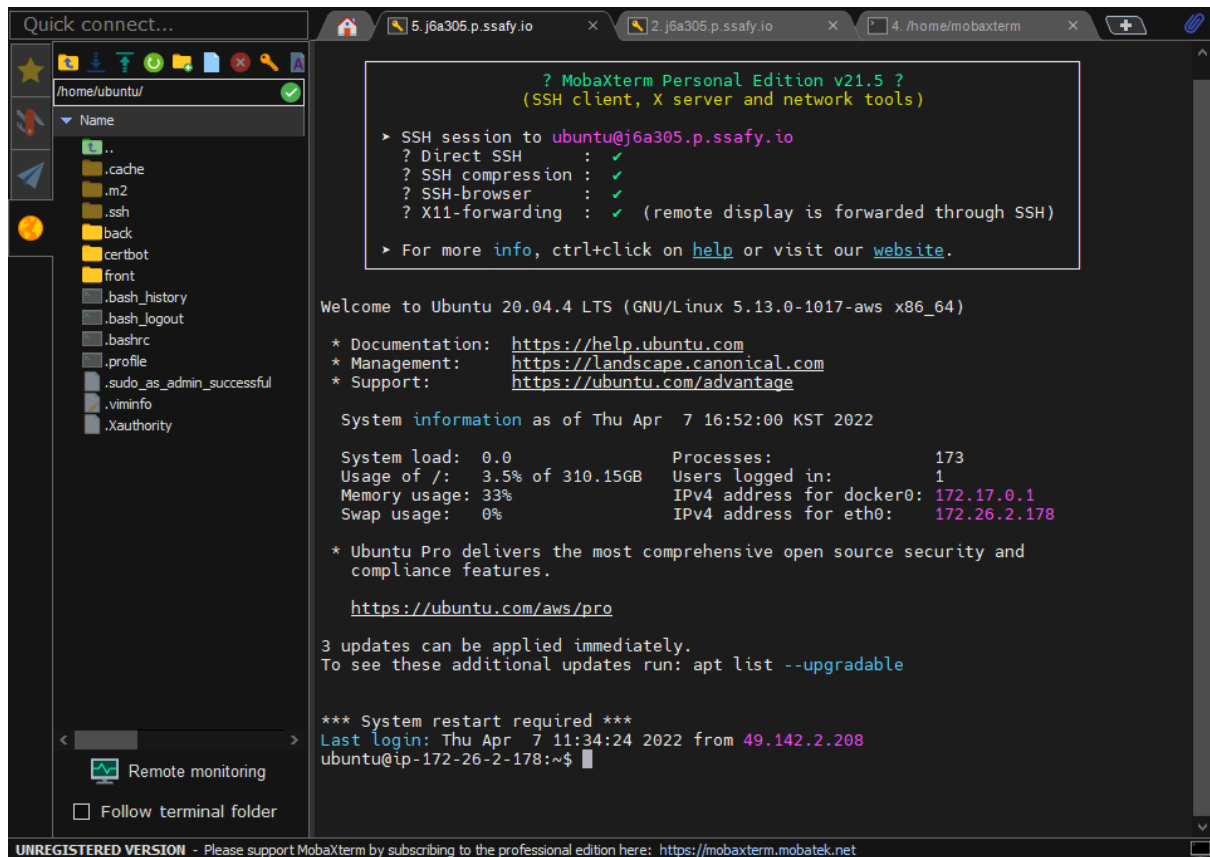 Quick connect...
5. j6a305.p.ssafy.io
2. j6a305.p.ssafy.io
4. /home/mobaxterm
/home/ubuntu/
Name
..
.cache
.m2
.ssh
back
certbot
front
.bash_history
.bash_logout
.bashrc
.profile
.sudo_as_admin_successful
.viminfo
.Xauthority
Remote monitoring
Follow terminal folder
? MobaXterm Personal Edition v21.5 ?
(SSH client, X server and network tools)
➤ SSH session to ubuntu@j6a305.p.ssafy.io
? Direct SSH : ✔
? SSH compression : ✔
? SSH-browser : ✔
? X11-forwarding : ✔ (remote display is forwarded through SSH)
➤ For more info, ctrl+click on help or visit our website.
Welcome to Ubuntu 20.04.4 LTS (GNU/Linux 5.13.0-1017-aws x86_64)
* Documentation: https://help.ubuntu.com
* Management: https://landscape.canonical.com
* Support: https://ubuntu.com/advantage
System information as of Thu Apr 7 16:52:00 KST 2022
System load: 0.0 Processes: 173
Usage of /: 3.5% of 310.15GB Users logged in: 1
Memory usage: 33% IPv4 address for docker0: 172.17.0.1
Swap usage: 0% IPv4 address for eth0: 172.26.2.178
* Ubuntu Pro delivers the most comprehensive open source security and
compliance features.
https://ubuntu.com/aws/pro
3 updates can be applied immediately.
To see these additional updates run: apt list --upgradable
*** System restart required ***
Last login: Thu Apr 7 11:34:24 2022 from 49.142.2.208
ubuntu@ip-172-26-2-178:~$
UNREGISTERED VERSION - Please support MobaXterm by subscribing to the professional edition here: https://mobaxterm.mobatek.net